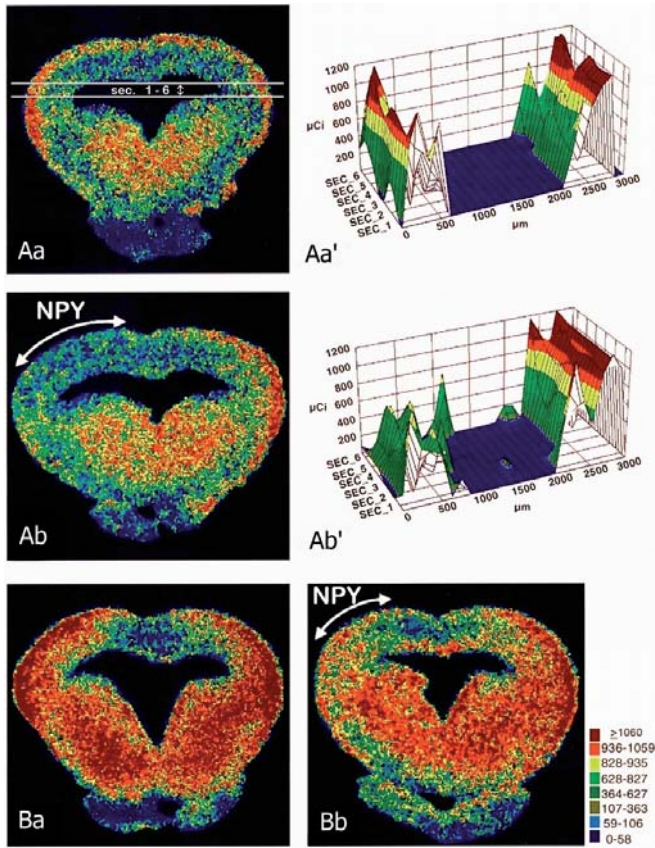 sec. 1 - 6 ↕
Aa
1200
1000
800
600
400
200
µCi
SEC_6
SEC_5
SEC_4
SEC_3
SEC_2
SEC_1
0
500
1000
1500
2000
2500
3000
µm
Aa'
NPY
Ab
1200
1000
800
600
400
200
µCi
SEC_6
SEC_5
SEC_4
SEC_3
SEC_2
SEC_1
0
500
1000
1500
2000
2500
3000
µm
Ab'
Ba
NPY
Bb
≥1060
936-1059
828-935
628-827
364-627
107-363
59-106
0-58